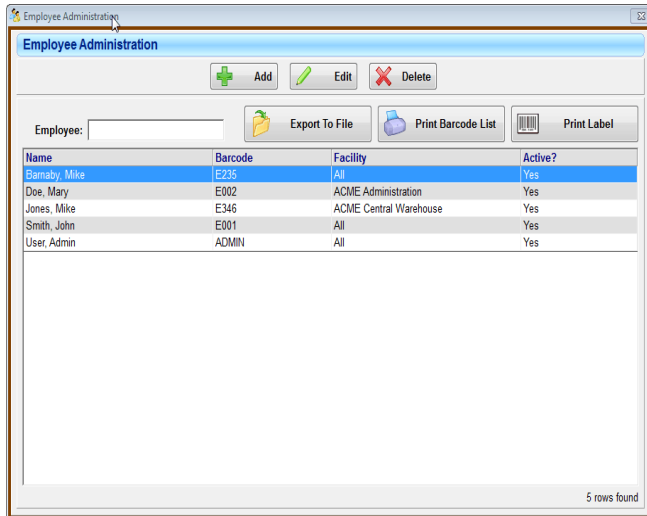 Employee Administration
Employee Administration
Add Edit Delete
Employee: Export To File Print Barcode List Print Label
Name Barcode Facility Active?
Barnaby, Mike E235 All Yes
Doe, Mary E002 ACME Administration Yes
Jones, Mike E346 ACME Central Warehouse Yes
Smith, John E001 All Yes
User, Admin ADMIN All Yes
5 rows found